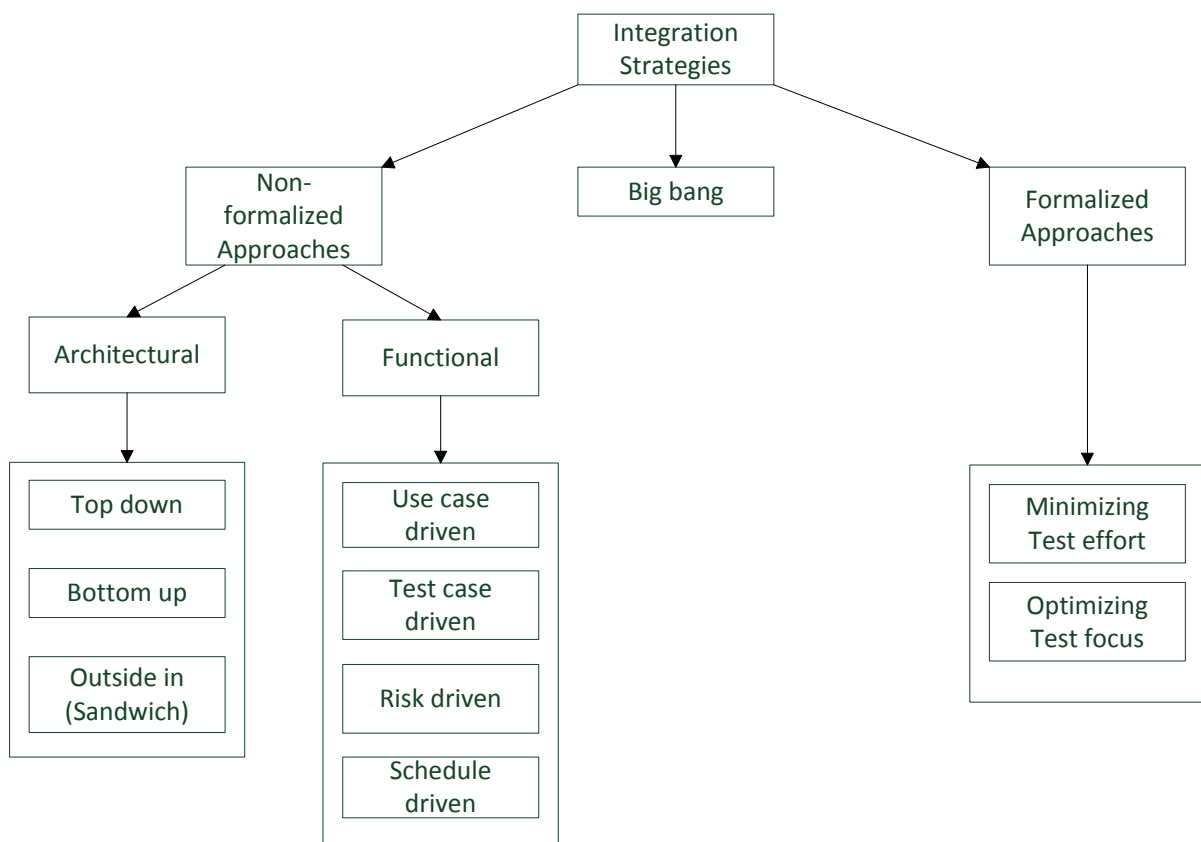 Integration
Strategies
Non-
formalized
Approaches
Big bang
Formalized
Approaches
Architectural
Functional
Top down
Bottom up
Outside in
(Sandwich)
Use case
driven
Test case
driven
Risk driven
Schedule
driven
Minimizing
Test effort
Optimizing
Test focus